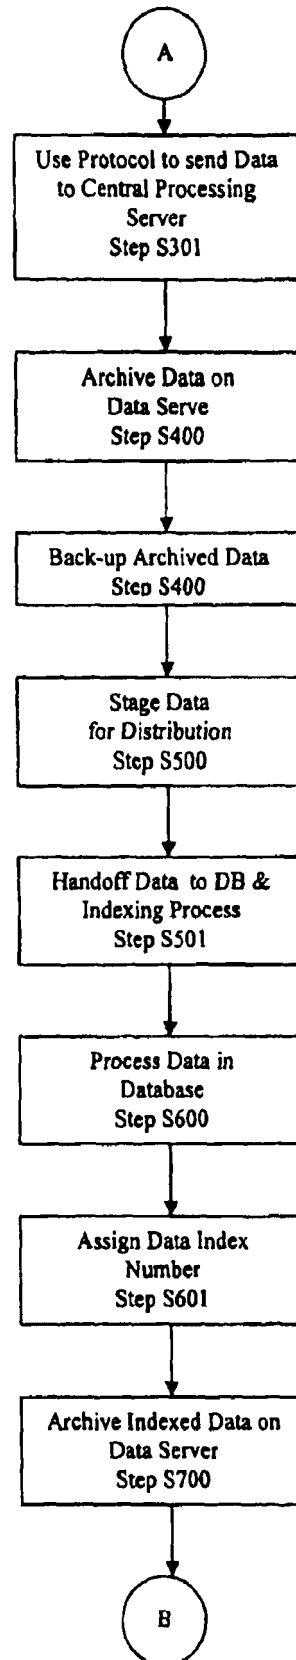 A
Use Protocol to send Data
to Central Processing
Server
Step S301
Archive Data on
Data Serve
Step S400
Back-up Archived Data
Step S400
Stage Data
for Distribution
Step S500
Handoff Data to DB &
Indexing Process
Step S501
Process Data in
Database
Step S600
Assign Data Index
Number
Step S601
Archive Indexed Data on
Data Server
Step S700
B